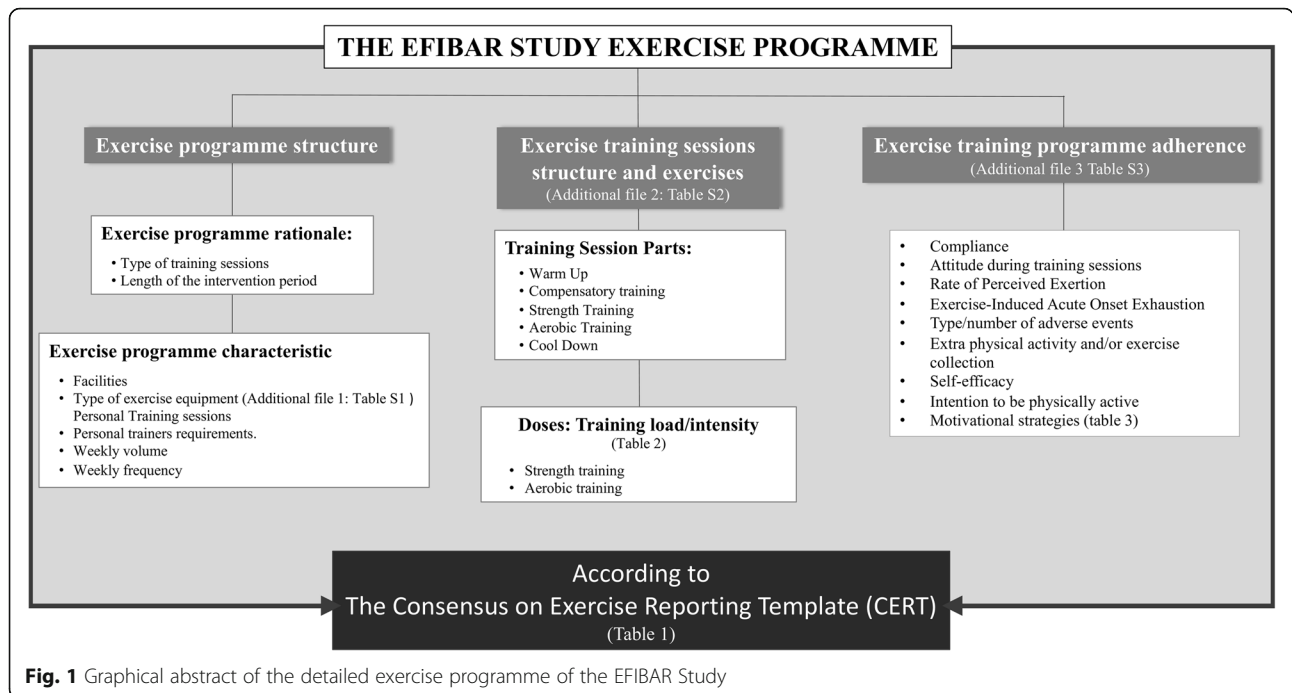 THE EFIBAR STUDY EXERCISE PROGRAMME
Exercise programme structure
Exercise programme rationale:
• Type of training sessions
• Length of the intervention period
Exercise programme characteristic
• Facilities
• Type of exercise equipment (Additional file 1: Table S1 )
Personal Training sessions
• Personal trainers requirements.
• Weekly volume
• Weekly frequency
Exercise training sessions
structure and exercises
(Additional file 2: Table S2)
Training Session Parts:
• Warm Up
• Compensatory training
• Strength Training
• Aerobic Training
• Cool Down
Doses: Training load/intensity
(Table 2)
• Strength training
• Aerobic training
Exercise training programme adherence
(Additional file 3 Table S3)
• Compliance
• Attitude during training sessions
• Rate of Perceived Exertion
• Exercise-Induced Acute Onset Exhaustion
• Type/number of adverse events
• Extra physical activity and/or exercise
collection
• Self-efficacy
• Intention to be physically active
• Motivational strategies (table 3)
According to
The Consensus on Exercise Reporting Template (CERT)
(Table 1)
Fig. 1 Graphical abstract of the detailed exercise programme of the EFIBAR Study